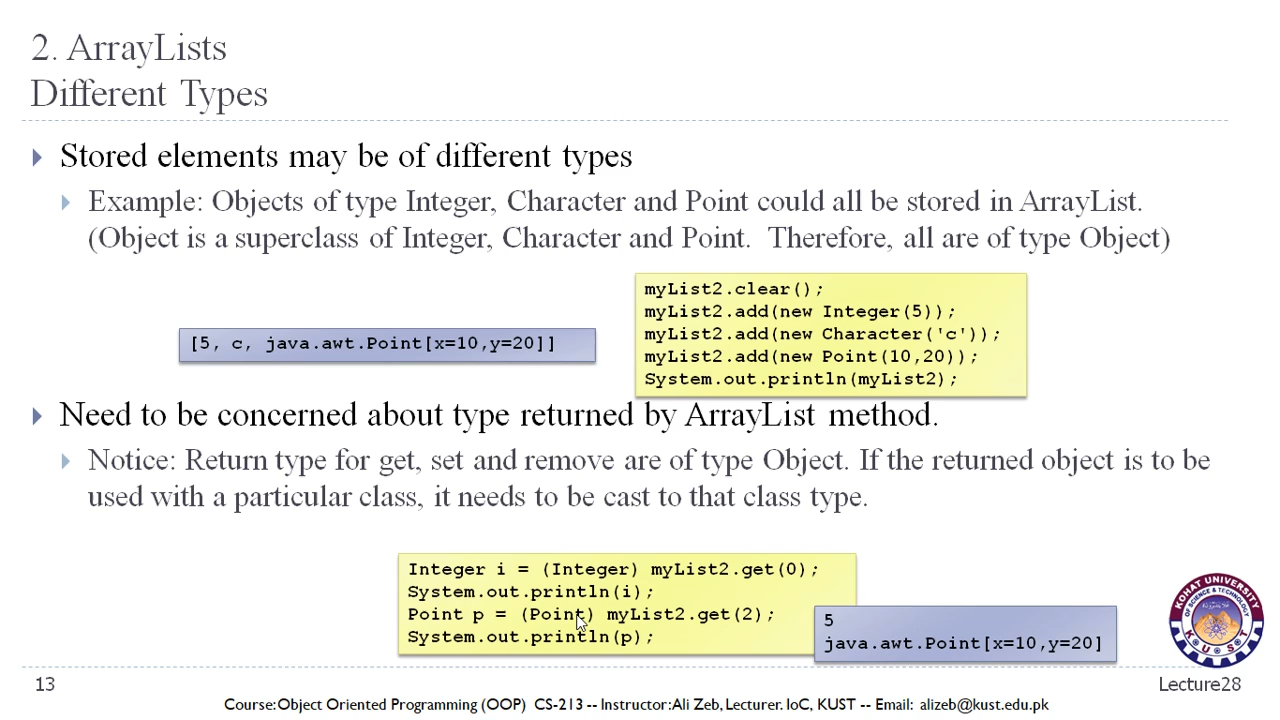 2. ArrayLists
Different Types
Stored elements may be of different types
Example: Objects of type Integer, Character and Point could all be stored in ArrayList.
(Object is a superclass of Integer, Character and Point. Therefore, all are of type Object)
myList2.clear();
myList2.add(new Integer(5));
myList2.add(new Character('c'));
myList2.add(new Point(10,20));
System.out.println(myList2);
[5, c, java.awt.Point[x=10,y=20]]
Need to be concerned about type returned by ArrayList method.
Notice: Return type for get, set and remove are of type Object. If the returned object is to be
used with a particular class, it needs to be cast to that class type.
Integer i = (Integer) myList2.get(0);
System.out.println(i);
Point p = (Point) myList2.get(2);
System.out.println(p);
5
java.awt.Point[x=10,y=20]
KOHAT UNIVERSITY
OF SCIENCE & TECHNOLOGY
K U S T
13
Lecture28
Course: Object Oriented Programming (OOP) CS-213 -- Instructor: Ali Zeb, Lecturer. IoC, KUST -- Email: alizeb@kust.edu.pk